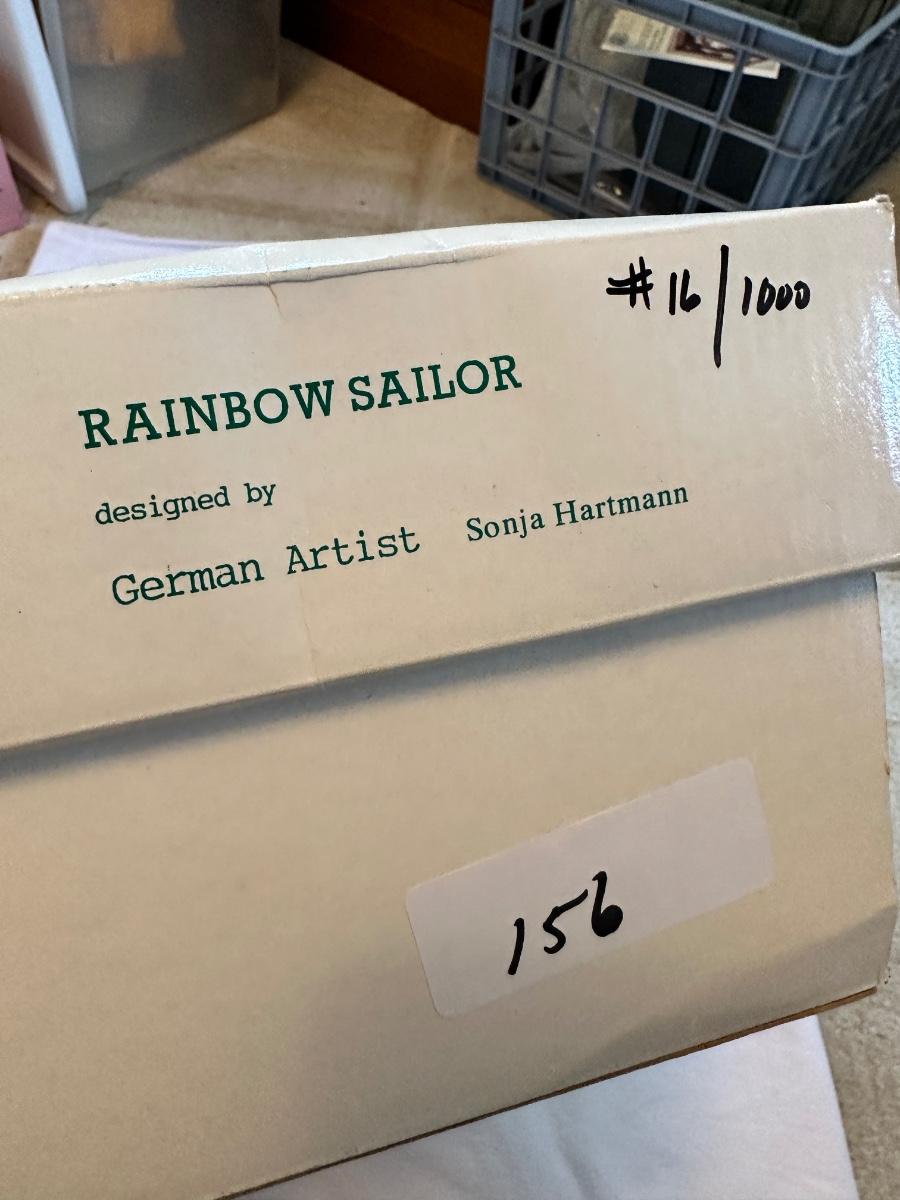 #16/1000
RAINBOW SAILOR
designed by
German Artist Sonja Hartmann
156